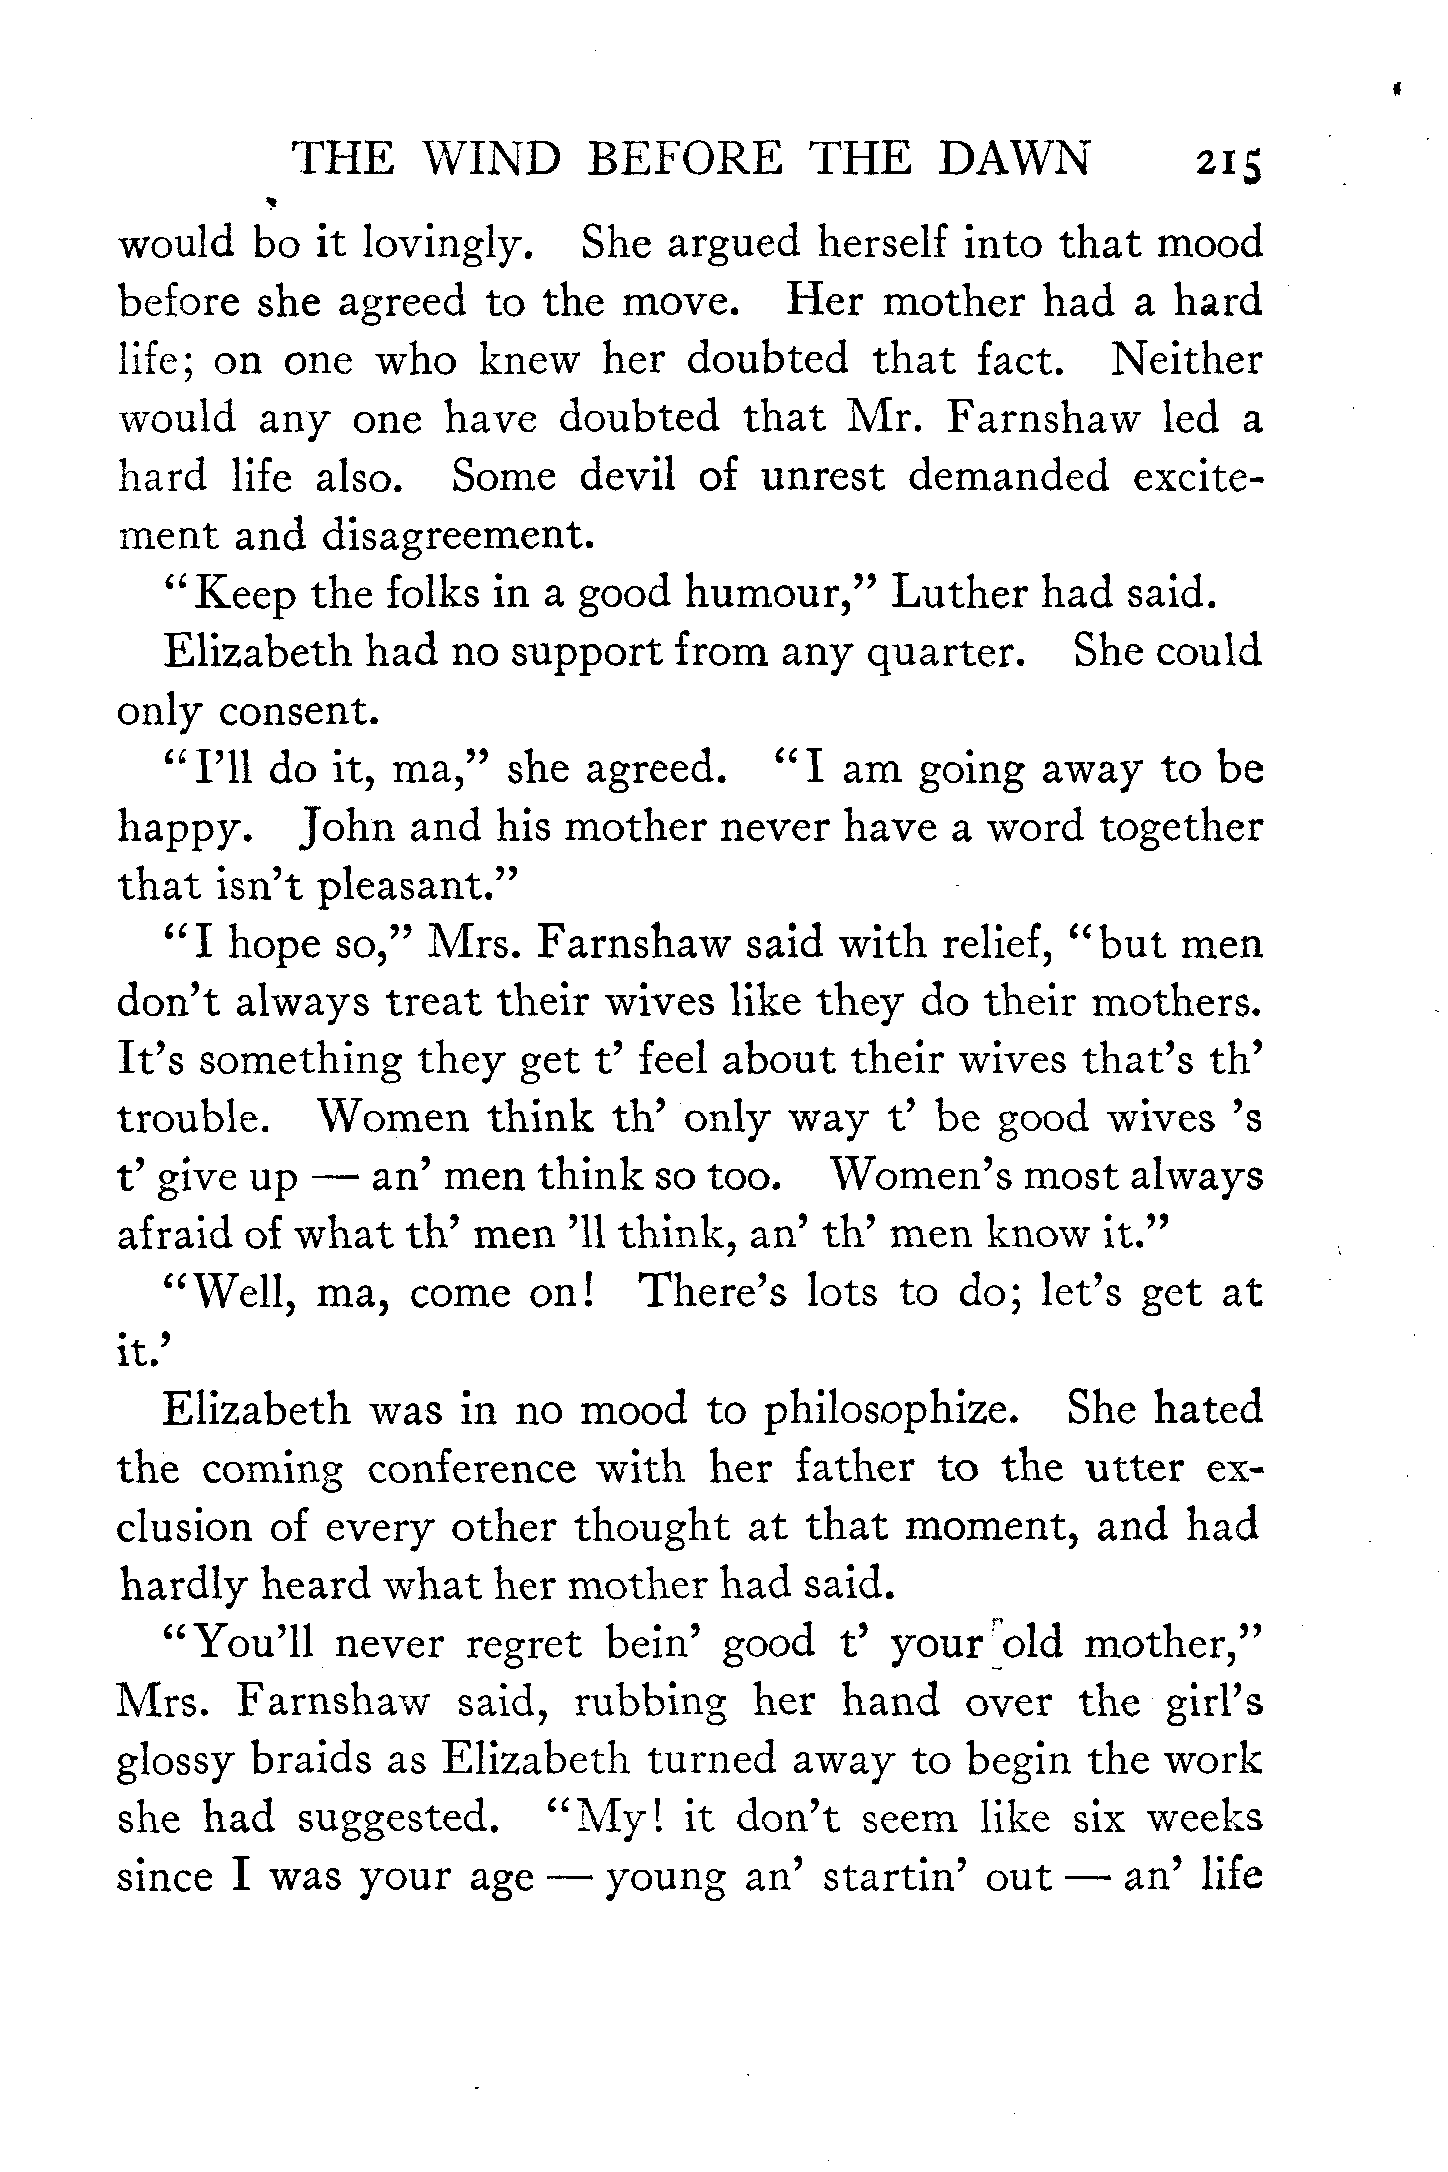 THE WIND BEFORE THE DAWN 215
would bo it lovingly. She argued herself into that mood
before she agreed to the move. Her mother had a hard
life; on one who knew her doubted that fact. Neither
would any one have doubted that Mr. Farnshaw led a
hard life also. Some devil of unrest demanded excite-
ment and disagreement.
“Keep the folks in a good humour,” Luther had said.
Elizabeth had no support from any quarter. She could
only consent.
“I’ll do it, ma,” she agreed. “I am going away to be
happy. John and his mother never have a word together
that isn’t pleasant.”
“I hope so,” Mrs. Farnshaw said with relief, “but men
don’t always treat their wives like they do their mothers.
It’s something they get t’ feel about their wives that’s th’
trouble. Women think th’ only way t’ be good wives ’s
t’ give up — an’ men think so too. Women’s most always
afraid of what th’ men ’ll think, an’ th’ men know it.”
“Well, ma, come on! There’s lots to do; let’s get at
it.’
Elizabeth was in no mood to philosophize. She hated
the coming conference with her father to the utter ex-
clusion of every other thought at that moment, and had
hardly heard what her mother had said.
“You’ll never regret bein’ good t’ your old mother,”
Mrs. Farnshaw said, rubbing her hand over the girl’s
glossy braids as Elizabeth turned away to begin the work
she had suggested. “My! it don’t seem like six weeks
since I was your age — young an’ startin’ out — an’ life